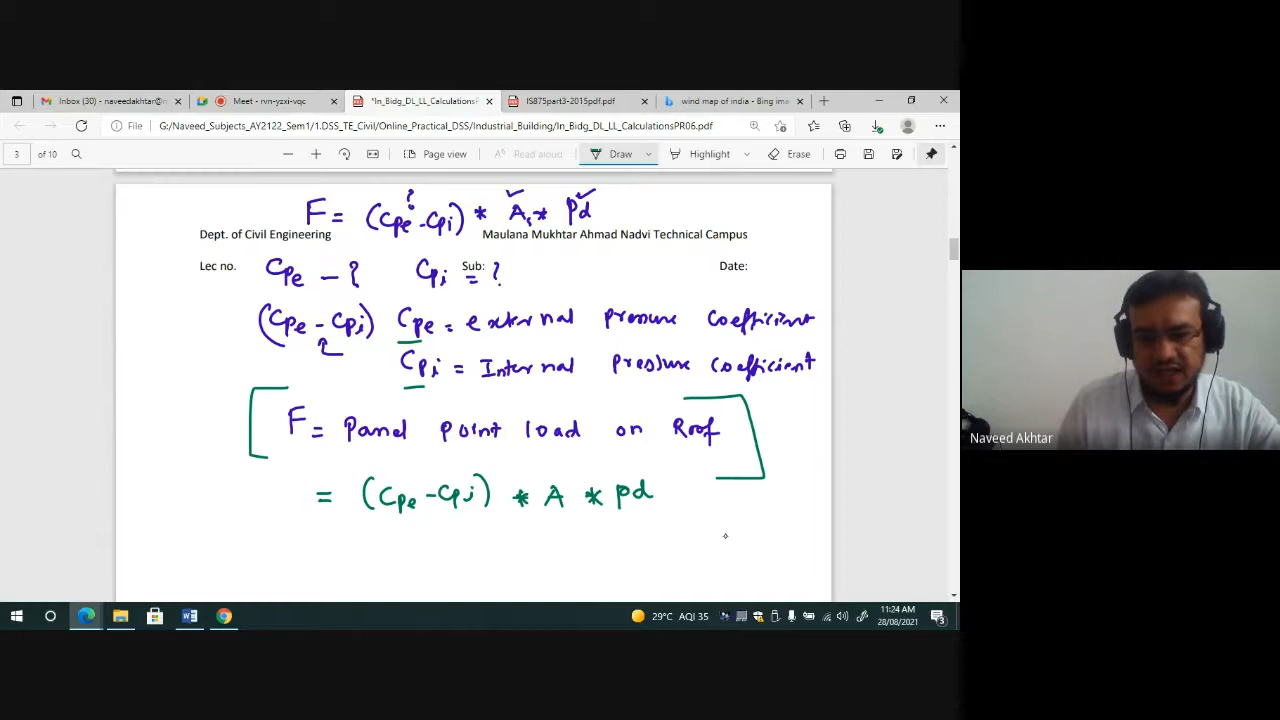 Inbox (30) - naveedakhtar@n
Meet - rvn-yzxi-vqc
*In_Bidg_DL_LL_CalculationsP
IS875part3-2015pdf.pdf
wind map of india - Bing ima
File G:/Naveed_Subjects_AY2122_Sem1/1.DSS_TE_Civil/Online_Practical_DSS/Industrial_Building/In_Bidg_DL_LL_CalculationsPR06.pdf
3 of 10 Page view Read aloud Draw Highlight Erase
?
F = (Cpe - Cpi) * A, * Pd
Dept. of Civil Engineering Maulana Mukhtar Ahmad Nadvi Technical Campus
Lec no. Sub: Date:
Cpe - ? Cpi = ?
(Cpe - Cpi) Cpe = external pressure coefficient
Cpi = Internal pressure coefficient
F = Panel point load on Roof
= (Cpe - Cpi) * A * pd
Naveed Akhtar
29°C AQI 35
11:24 AM
28/08/2021
3